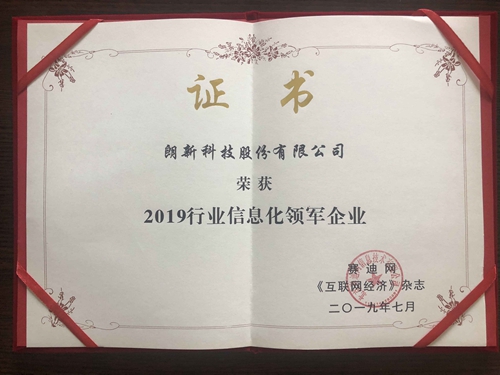 证书
朗新科技股份有限公司
荣获
2019行业信息化领军企业
赛迪网
《互联网经济》杂志
二〇一九年七月